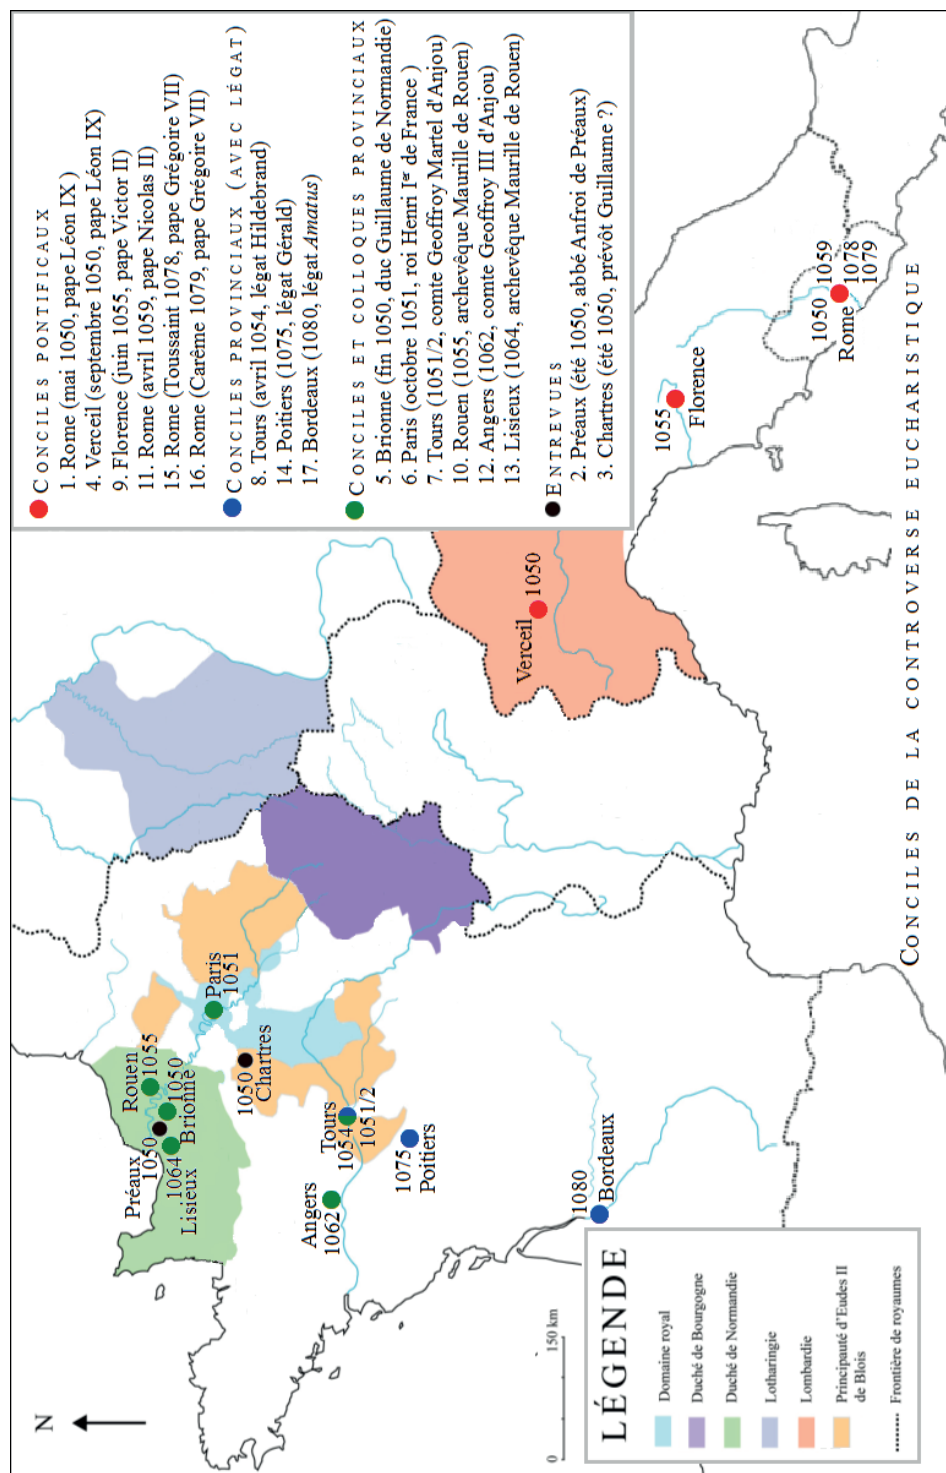 CONCILES PONTIFICAUX
1. Rome (mai 1050, pape Léon IX )
4. Verceil (septembre 1050, pape Léon IX)
9. Florence (juin 1055, pape Victor II)
11. Rome (avril 1059, pape Nicolas II)
15. Rome (Toussaint 1078, pape Grégoire VII)
16. Rome (Carême 1079, pape Grégoire VII)
CONCILES PROVINCIAUX (AVEC LÉGAT)
8. Tours (avril 1054, légat Hildebrand)
14. Poitiers (1075, légat Gérald)
17. Bordeaux (1080, légat Amatus)
CONCILES ET COLLOQUES PROVINCIAUX
5. Brionne (fin 1050, duc Guillaume de Normandie)
6. Paris (octobre 1051, roi Henri Ier de France )
7. Tours (1051/2, comte Geoffroy Martel d'Anjou)
10. Rouen (1055, archevêque Maurille de Rouen)
12. Angers (1062, comte Geoffroy III d'Anjou)
13. Lisieux (1064, archevêque Maurille de Rouen)
ENTREVUES
2. Préaux (été 1050, abbé Anfroi de Préaux)
3. Chartres (été 1050, prévôt Guillaume ?)
N
Préaux
1050
Rouen
1055
1064
Lisieux
1050
Brionne
Paris
1051
1050
Chartres
Angers
1062
Tours
1054
1051/2
1075
Poitiers
1080
Bordeaux
Verceil
1050
1055
Florence
1050
1059
Rome
1078
1079
0
150 km
LÉGENDE
Domaine royal
Duché de Bourgogne
Duché de Normandie
Lotharingie
Lombardie
Principauté d'Eudes II
de Blois
Frontière de royaumes
CONCILES DE LA CONTROVERSE EUCHARISTIQUE